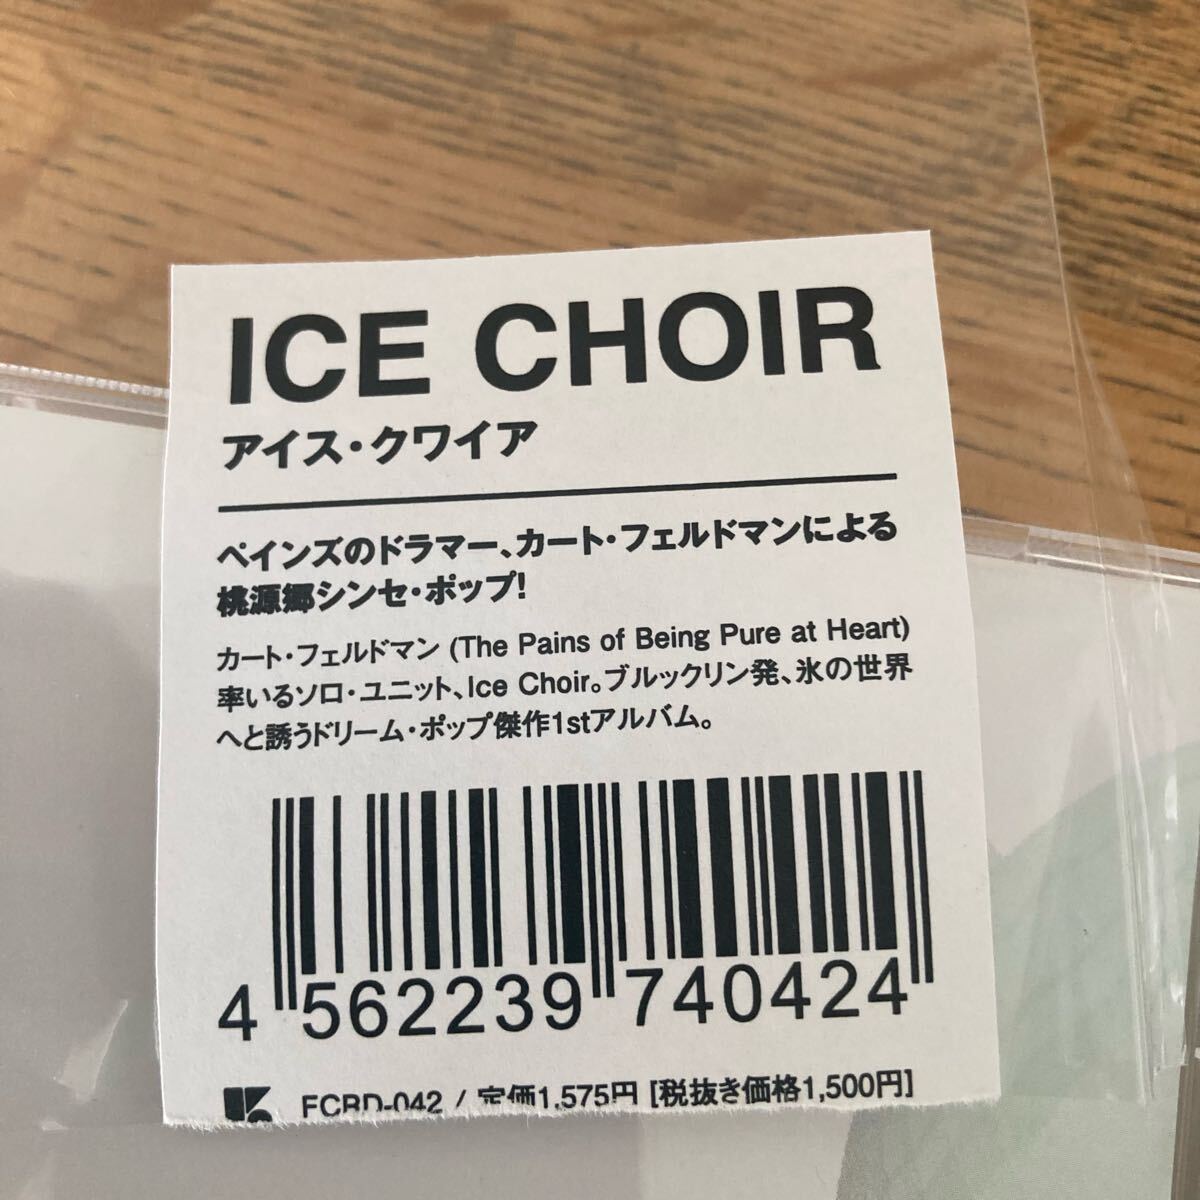 ICE CHOIR
アイス・クワイア
ペインズのドラマー、カート・フェルドマンによる
桃源郷シンセ・ポップ!
カート・フェルドマン (The Pains of Being Pure at Heart)
率いるソロ・ユニット、Ice Choir。ブルックリン発、氷の世界
へと誘うドリーム・ポップ傑作1stアルバム。
4 562239 740424
FCRD-042 / 定価1,575円 [税抜き価格1,500円]